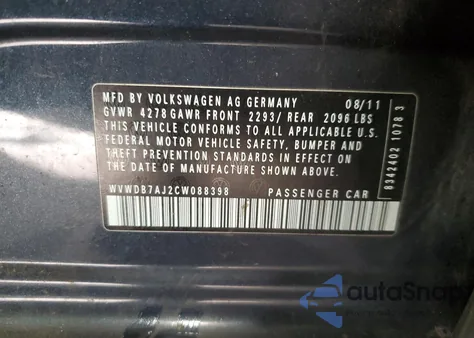 MFD BY VOLKSWAGEN AG GERMANY 08/11
GVWR 4278 GAWR FRONT 2293/ REAR 2096 LBS
THIS VEHICLE CONFORMS TO ALL APPLICABLE U.S.
FEDERAL MOTOR VEHICLE SAFETY, BUMPER AND
THEFT PREVENTION STANDARDS IN EFFECT ON THE
DATE OF MANUFACTURE SHOWN ABOVE.
WVWDB7AJ2CW088398 PASSENGER CAR
8342402 1078 3
autoSnap